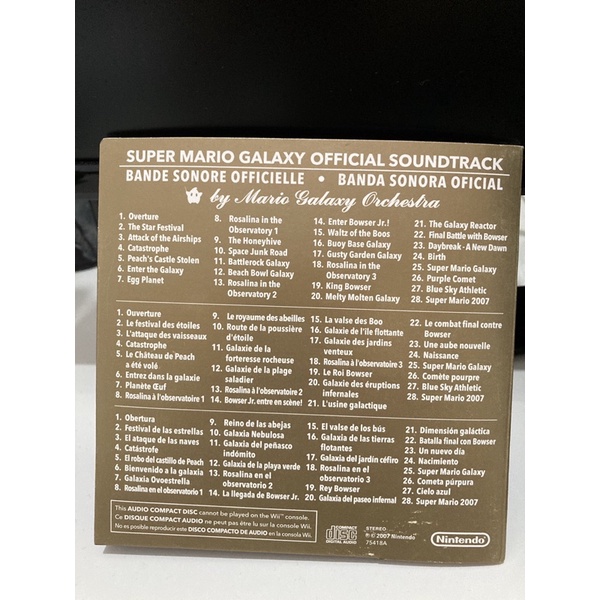 SUPER MARIO GALAXY OFFICIAL SOUNDTRACK
BANDE SONORE OFFICIELLE • BANDA SONORA OFICIAL
by Mario Galaxy Orchestra
1. Overture
2. The Star Festival
3. Attack of the Airships
4. Catastrophe
5. Peach's Castle Stolen
6. Enter the Galaxy
7. Egg Planet
8. Rosalina in the
Observatory 1
9. The Honeyhive
10. Space Junk Road
11. Battlerock Galaxy
12. Beach Bowl Galaxy
13. Rosalina in the
Observatory 2
14. Enter Bowser Jr.!
15. Waltz of the Boos
16. Buoy Base Galaxy
17. Gusty Garden Galaxy
18. Rosalina in the
Observatory 3
19. King Bowser
20. Melty Molten Galaxy
21. The Galaxy Reactor
22. Final Battle with Bowser
23. Daybreak - A New Dawn
24. Birth
25. Super Mario Galaxy
26. Purple Comet
27. Blue Sky Athletic
28. Super Mario 2007
1. Ouverture
2. Le festival des étoiles
3. L'attaque des vaisseaux
4. Catastrophe
5. Le Château de Peach
a été volé
6. Entrez dans la galaxie
7. Planète Œuf
8. Rosalina à l'observatoire 1
9. Le royaume des abeilles
10. Route de la poussière
d'étoile
11. Galaxie de la
forteresse rocheuse
12. Galaxie de la plage
saladier
13. Rosalina à l'observatoire 2
14. Bowser Jr. entre en scène!
15. La valse des Boo
16. Galaxie de l'île flottante
17. Galaxie des jardins
venteux
18. Rosalina à l'observatoire 3
19. Le Roi Bowser
20. Galaxie des éruptions
infernales
21. L'usine galactique
22. Le combat final contre
Bowser
23. Une aube nouvelle
24. Naissance
25. Super Mario Galaxy
26. Comète pourpre
27. Blue Sky Athletic
28. Super Mario 2007
1. Obertura
2. Festival de las estrellas
3. El ataque de las naves
4. Catástrofe
5. El robo del castillo de Peach
6. Bienvenido a la galaxia
7. Galaxia Ovoestrella
8. Rosalina en el observatorio 1
9. Reino de las abejas
10. Galaxia Nebulosa
11. Galaxia del peñasco
indómito
12. Galaxia de la playa verde
13. Rosalina en el
observatorio 2
14. La llegada de Bowser Jr.
15. El valse de los bús
16. Galaxia de las tierras
flotantes
17. Galaxia del jardín céfiro
18. Rosalina en el
observatorio 3
19. Rey Bowser
20. Galaxia del paseo infernal
21. Dimensión galáctica
22. Batalla final con Bowser
23. Un nuevo día
24. Nacimiento
25. Super Mario Galaxy
26. Cometa púrpura
27. Cielo azul
28. Super Mario 2007
This AUDIO COMPACT DISC cannot be played on the Wii™ console.
Ce DISQUE COMPACT AUDIO ne peut pas être lu sur la console Wii.
No es posible reproducir este DISCO COMPACTO DE AUDIO en la consola Wii.
COMPACT
disc
DIGITAL AUDIO
STEREO
℗ © 2007 Nintendo
75418A
Nintendo